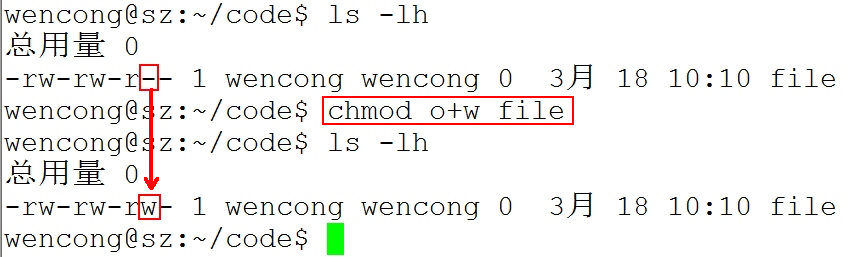 wencong@sz:~/code$ ls -lh
总用量 0
-rw-rw-r-- 1 wencong wencong 0  3月 18 10:10 file
wencong@sz:~/code$ chmod o+w file
wencong@sz:~/code$ ls -lh
总用量 0
-rw-rw-rw- 1 wencong wencong 0  3月 18 10:10 file
wencong@sz:~/code$